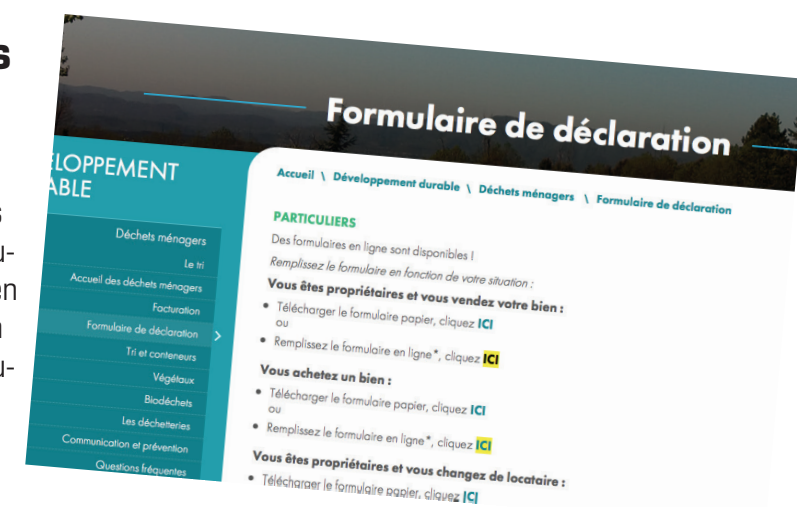 s
s
u-
en
n
u-
Formulaire de déclaration
ELOPPEMENT
ABLE
Déchets ménagers
Le tri
Accueil des déchets ménagers
Facturation
Formulaire de déclaration >
Tri et conteneurs
Végétaux
Biodéchets
Les déchetteries
Communication et prévention
Questions fréquentes
Accueil \ Développement durable \ Déchets ménagers \ Formulaire de déclaration
PARTICULIERS
Des formulaires en ligne sont disponibles !
Remplissez le formulaire en fonction de votre situation :
Vous êtes propriétaires et vous vendez votre bien :
• Télécharger le formulaire papier, cliquez ICI
ou
• Remplissez le formulaire en ligne*, cliquez ICI
Vous achetez un bien :
• Télécharger le formulaire papier, cliquez ICI
ou
• Remplissez le formulaire en ligne*, cliquez ICI
Vous êtes propriétaires et vous changez de locataire :
• Télécharger le formulaire papier, cliquez ICI